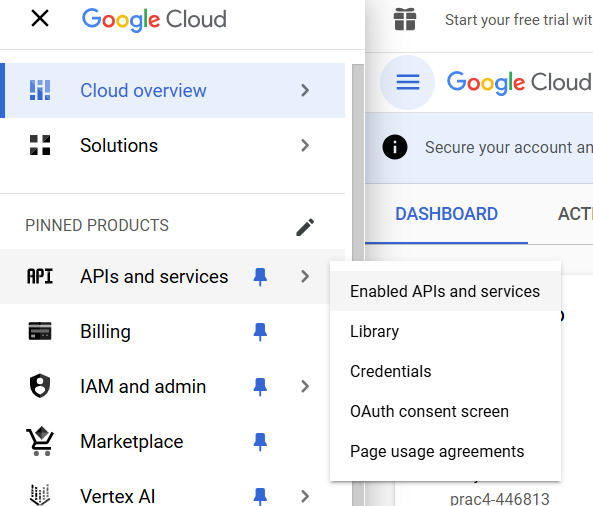 Google Cloud
Cloud overview
Solutions
PINNED PRODUCTS
API APIs and services
Billing
IAM and admin
Marketplace
Vertex AI
Start your free trial wit
Google Cloud
Secure your account an
DASHBOARD ACTI
Enabled APIs and services
Library
Credentials
OAuth consent screen
Page usage agreements
prac4-446813